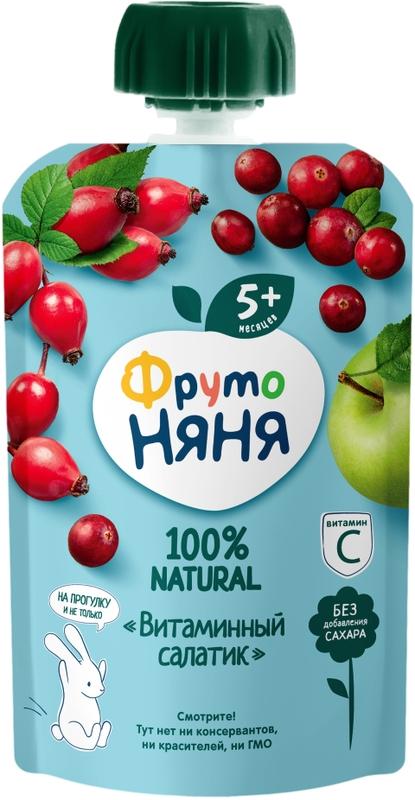 5+
месяцев
Фруто
НЯНЯ
100%
NATURAL
«Витаминный
салатик»
НА ПРОГУЛКУ
И НЕ ТОЛЬКО
ВИТАМИН
C
БЕЗ
добавления
САХАРА
Смотрите!
Тут нет ни консервантов,
ни красителей, ни ГМО